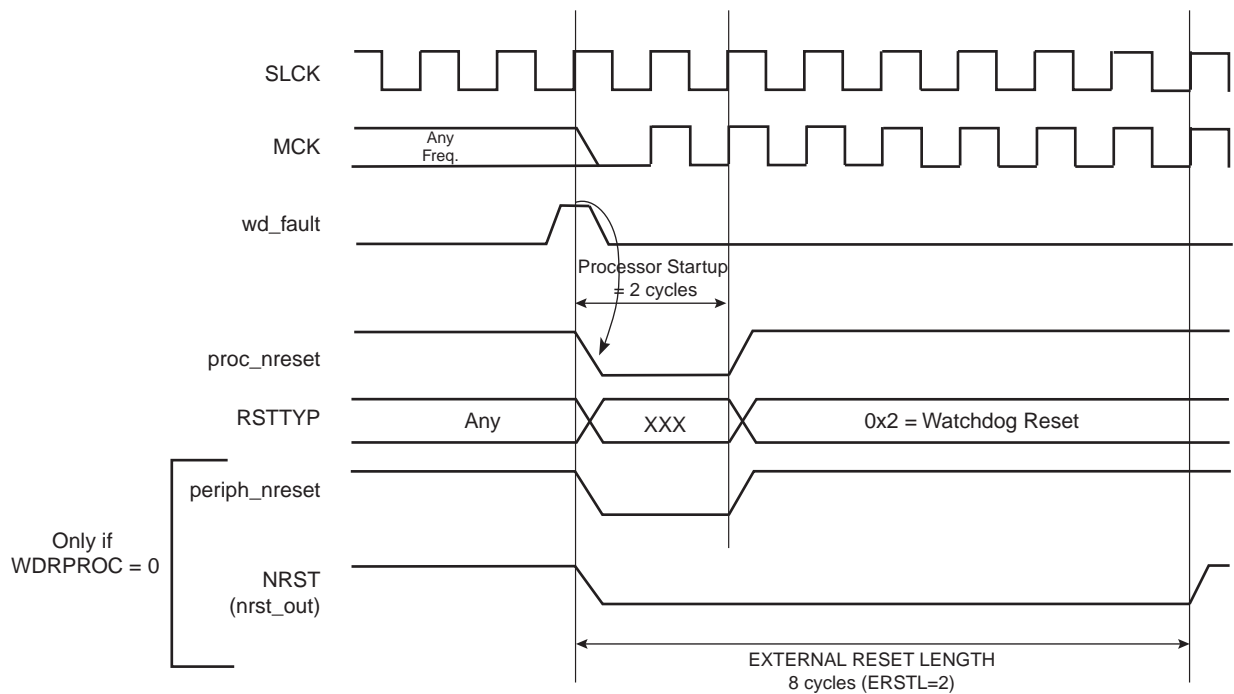 SLCK
MCK
Any
Freq.
wd_fault
Processor Startup
= 2 cycles
proc_nreset
RSTTYP
Any
XXX
0x2 = Watchdog Reset
periph_nreset
Only if
WDRPROC = 0
NRST
(nrst_out)
EXTERNAL RESET LENGTH
8 cycles (ERSTL=2)